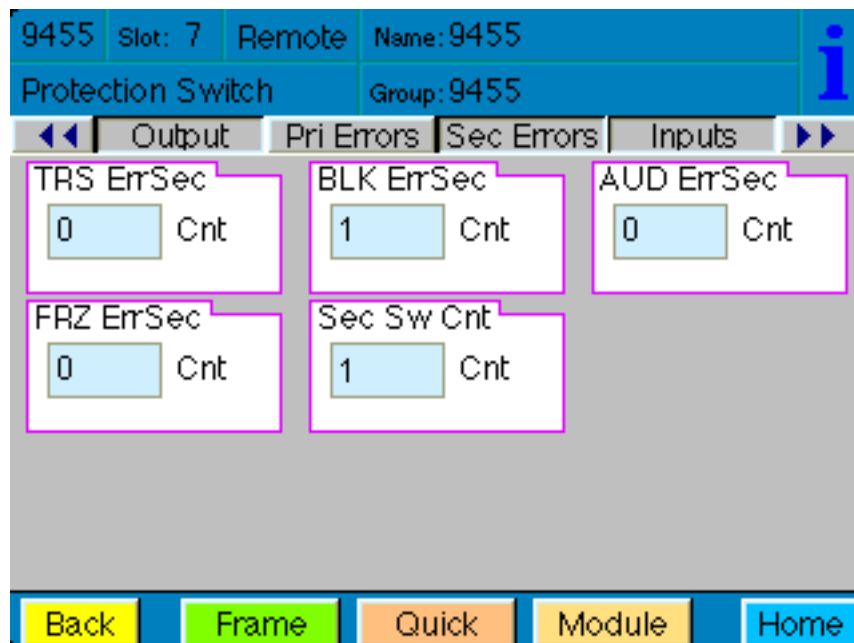 9455 Slot: 7 Remote Name: 9455
Protection Switch Group: 9455
Output Pri Errors Sec Errors Inputs
TRS ErrSec BLK ErrSec AUD ErrSec
0 Cnt 1 Cnt 0 Cnt
FRZ ErrSec Sec Sw Cnt
0 Cnt 1 Cnt
Back Frame Quick Module Home